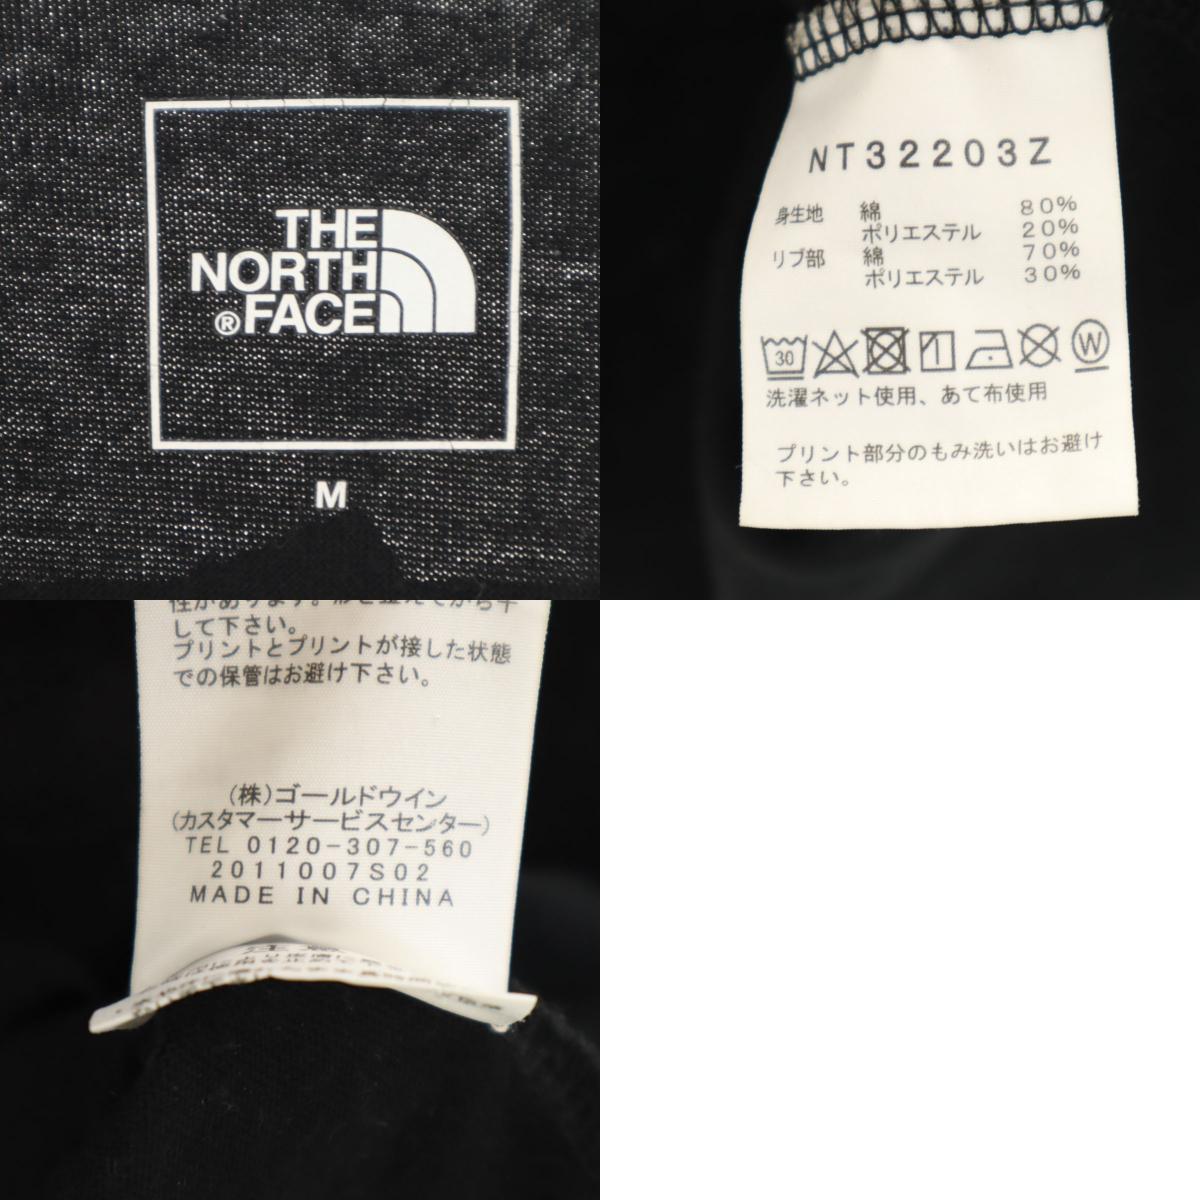 THE
NORTH
®FACE
M
NT32203Z
身生地 綿 80%
ポリエステル 20%
リブ部 綿 70%
ポリエステル 30%
30 W
洗濯ネット使用、あて布使用
プリント部分のもみ洗いはお避け
下さい。
して下さい。
プリントとプリントが接した状態
での保管はお避け下さい。
(株)ゴールドウイン
(カスタマーサービスセンター)
TEL 0120-307-560
2011007S02
MADE IN CHINA